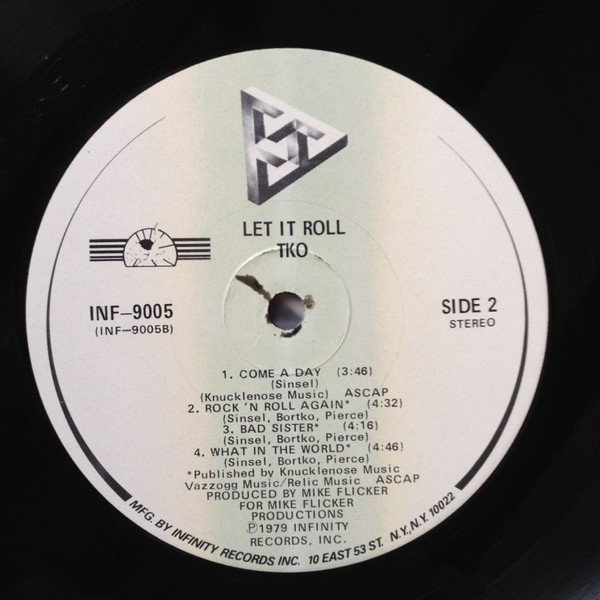 LET IT ROLL
TKO
INF-9005
(INF-9005B)
SIDE 2
STEREO
1. COME A DAY (3:46)
(Sinsel)
(Knucklenose Music) ASCAP
2. ROCK 'N ROLL AGAIN* (4:32)
(Sinsel, Bortko, Pierce)
3. BAD SISTER* (4:16)
(Sinsel, Bortko, Pierce)
4. WHAT IN THE WORLD* (4:46)
(Sinsel, Bortko, Pierce)
*Published by Knucklenose Music
Vazzogg Music/Relic Music ASCAP
PRODUCED BY MIKE FLICKER
FOR MIKE FLICKER
PRODUCTIONS
℗ 1979 INFINITY
RECORDS, INC.
MFG. BY INFINITY RECORDS INC. 10 EAST 53 ST. N.Y., N.Y. 10022